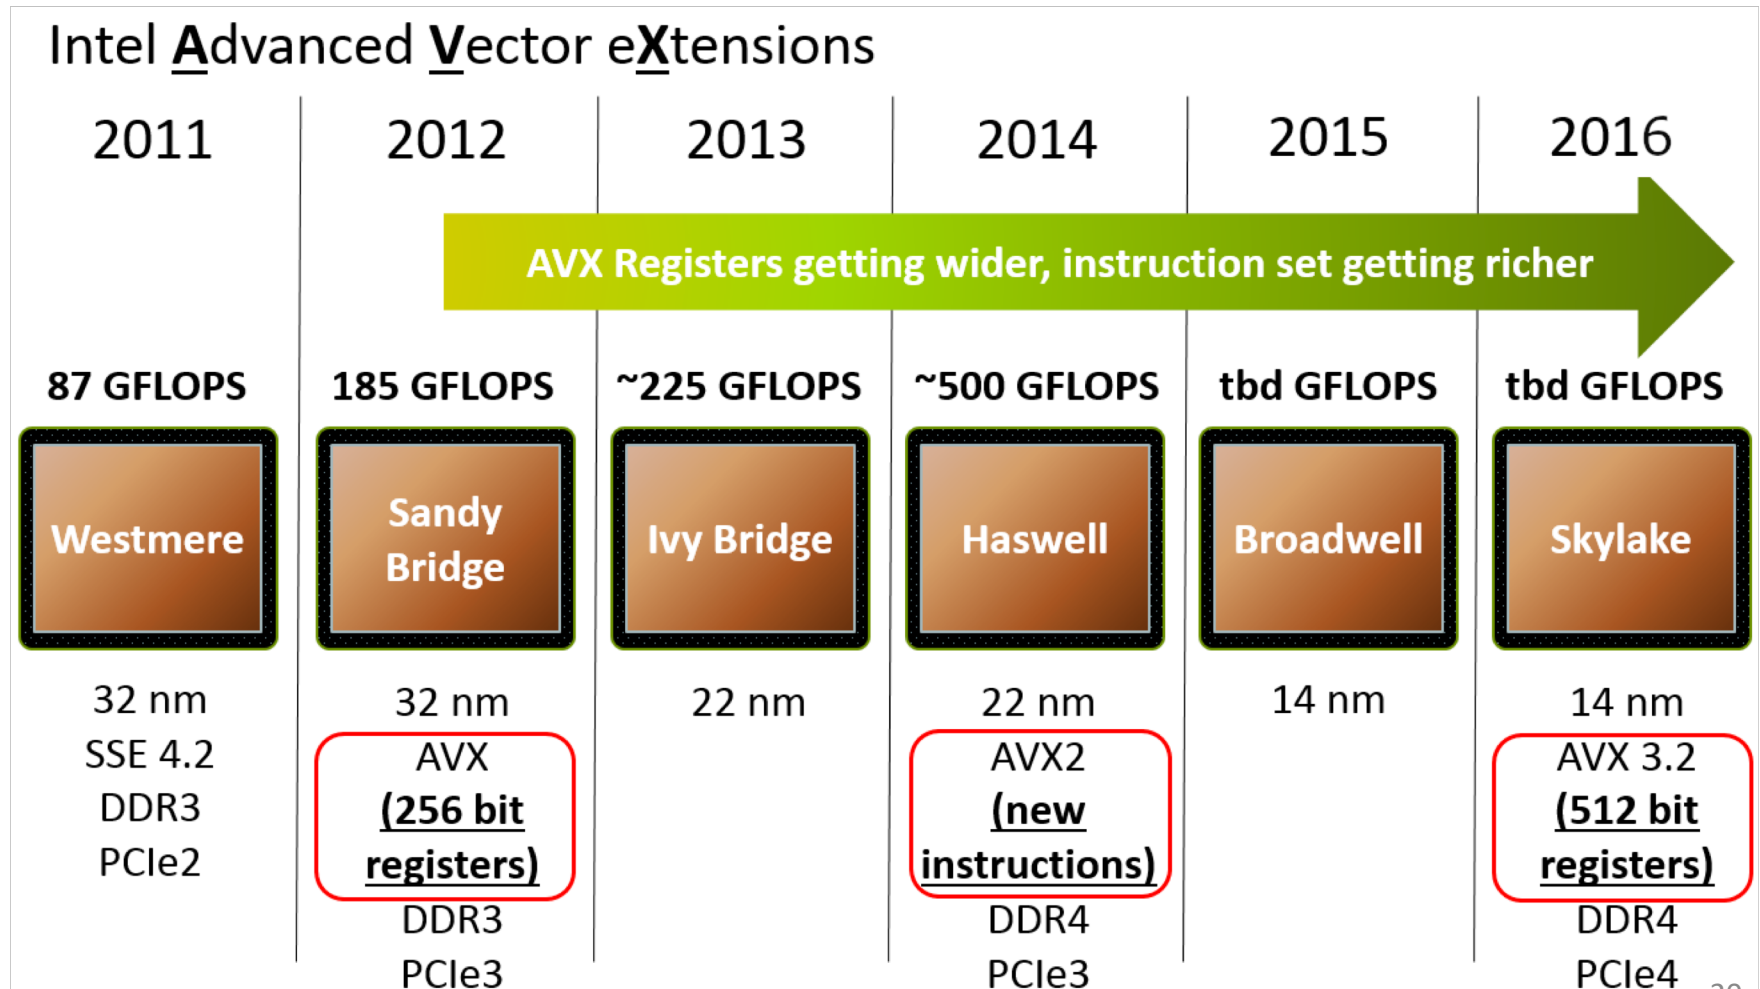 Intel Advanced Vector eXtensions
2011
2012
2013
2014
2015
2016
AVX Registers getting wider, instruction set getting richer
87 GFLOPS
185 GFLOPS
~225 GFLOPS
~500 GFLOPS
tbd GFLOPS
tbd GFLOPS
Westmere
Sandy
Bridge
Ivy Bridge
Haswell
Broadwell
Skylake
32 nm
SSE 4.2
DDR3
PCIe2
32 nm
AVX
(256 bit
registers)
DDR3
PCIe3
22 nm
22 nm
AVX2
(new
instructions)
DDR4
PCIe3
14 nm
14 nm
AVX 3.2
(512 bit
registers)
DDR4
PCIe4